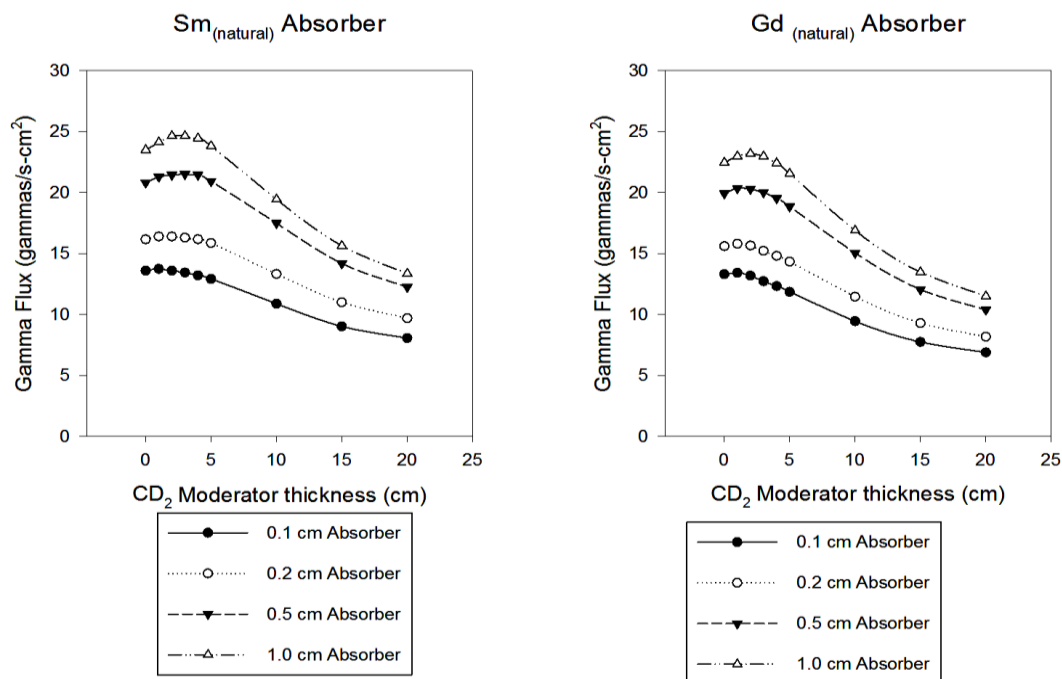 Sm(natural) Absorber
Gamma Flux (gammas/s-cm2)
30
25
20
15
10
5
0
0 5 10 15 20 25
CD2 Moderator thickness (cm)
0.1 cm Absorber
0.2 cm Absorber
0.5 cm Absorber
1.0 cm Absorber
Gd (natural) Absorber
Gamma Flux (gammas/s-cm2)
30
25
20
15
10
5
0
0 5 10 15 20 25
CD2 Moderator thickness (cm)
0.1 cm Absorber
0.2 cm Absorber
0.5 cm Absorber
1.0 cm Absorber